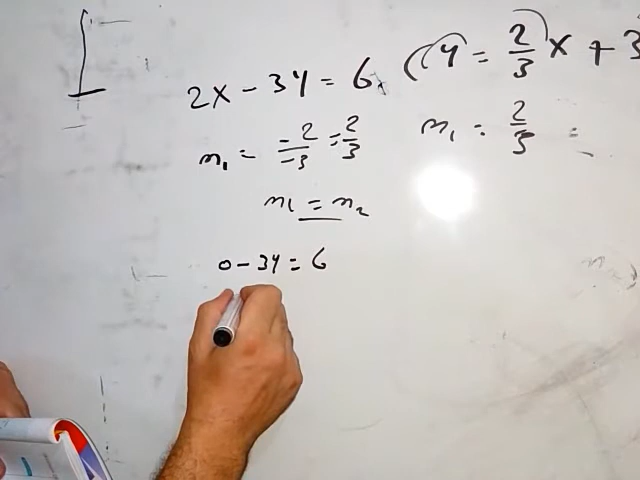 2x - 3y = 6
(y = 2/3 x + 3
m₁ = -2/-3 = 2/3
m₁ = 2/3 =
m₁ = m₂
0 - 3y = 6